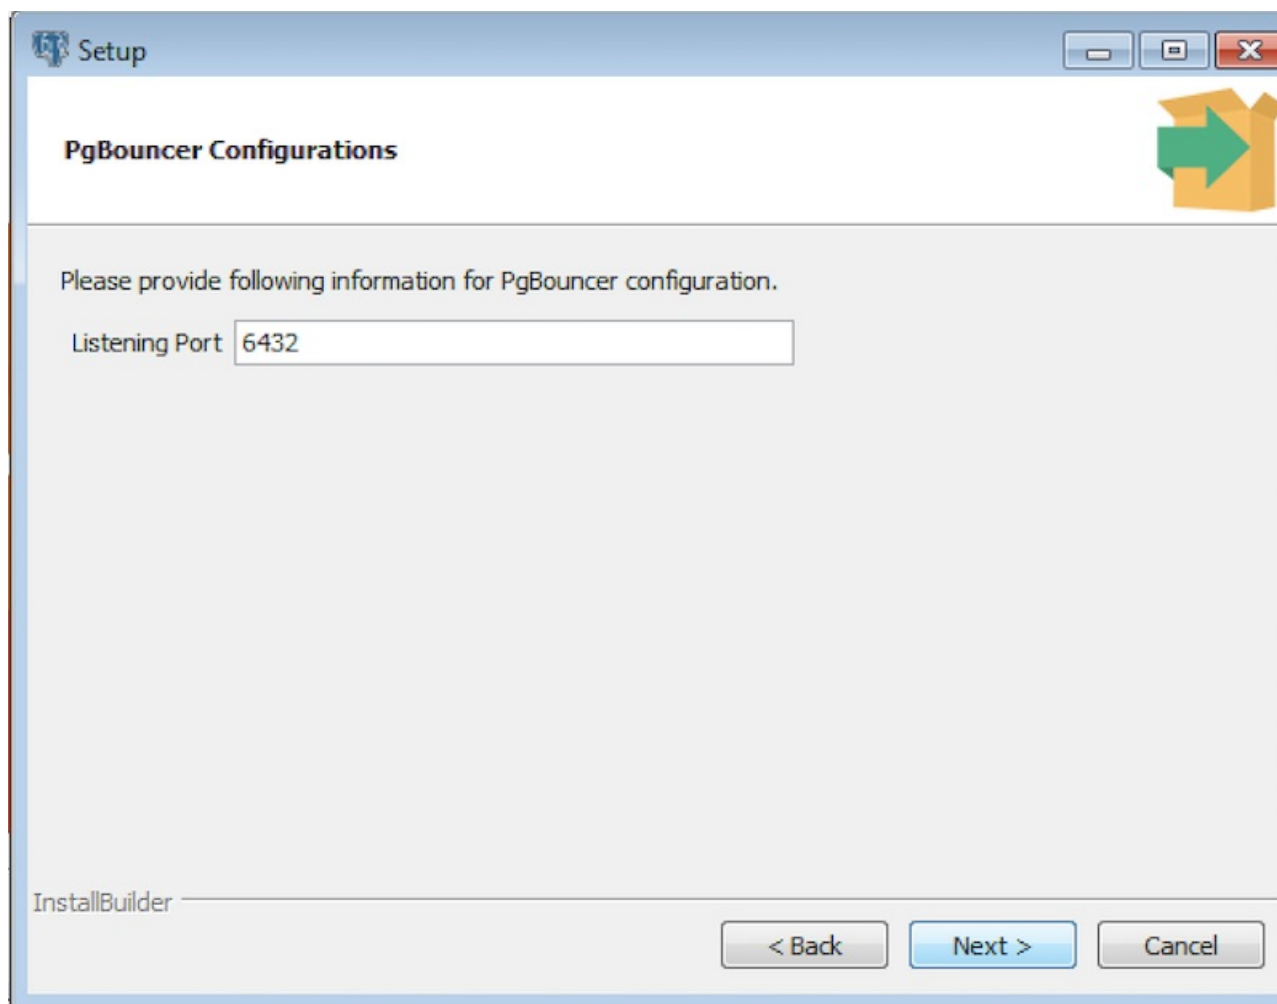 Setup
PgBouncer Configurations
Please provide following information for PgBouncer configuration.
Listening Port 6432
InstallBuilder
< Back Next > Cancel